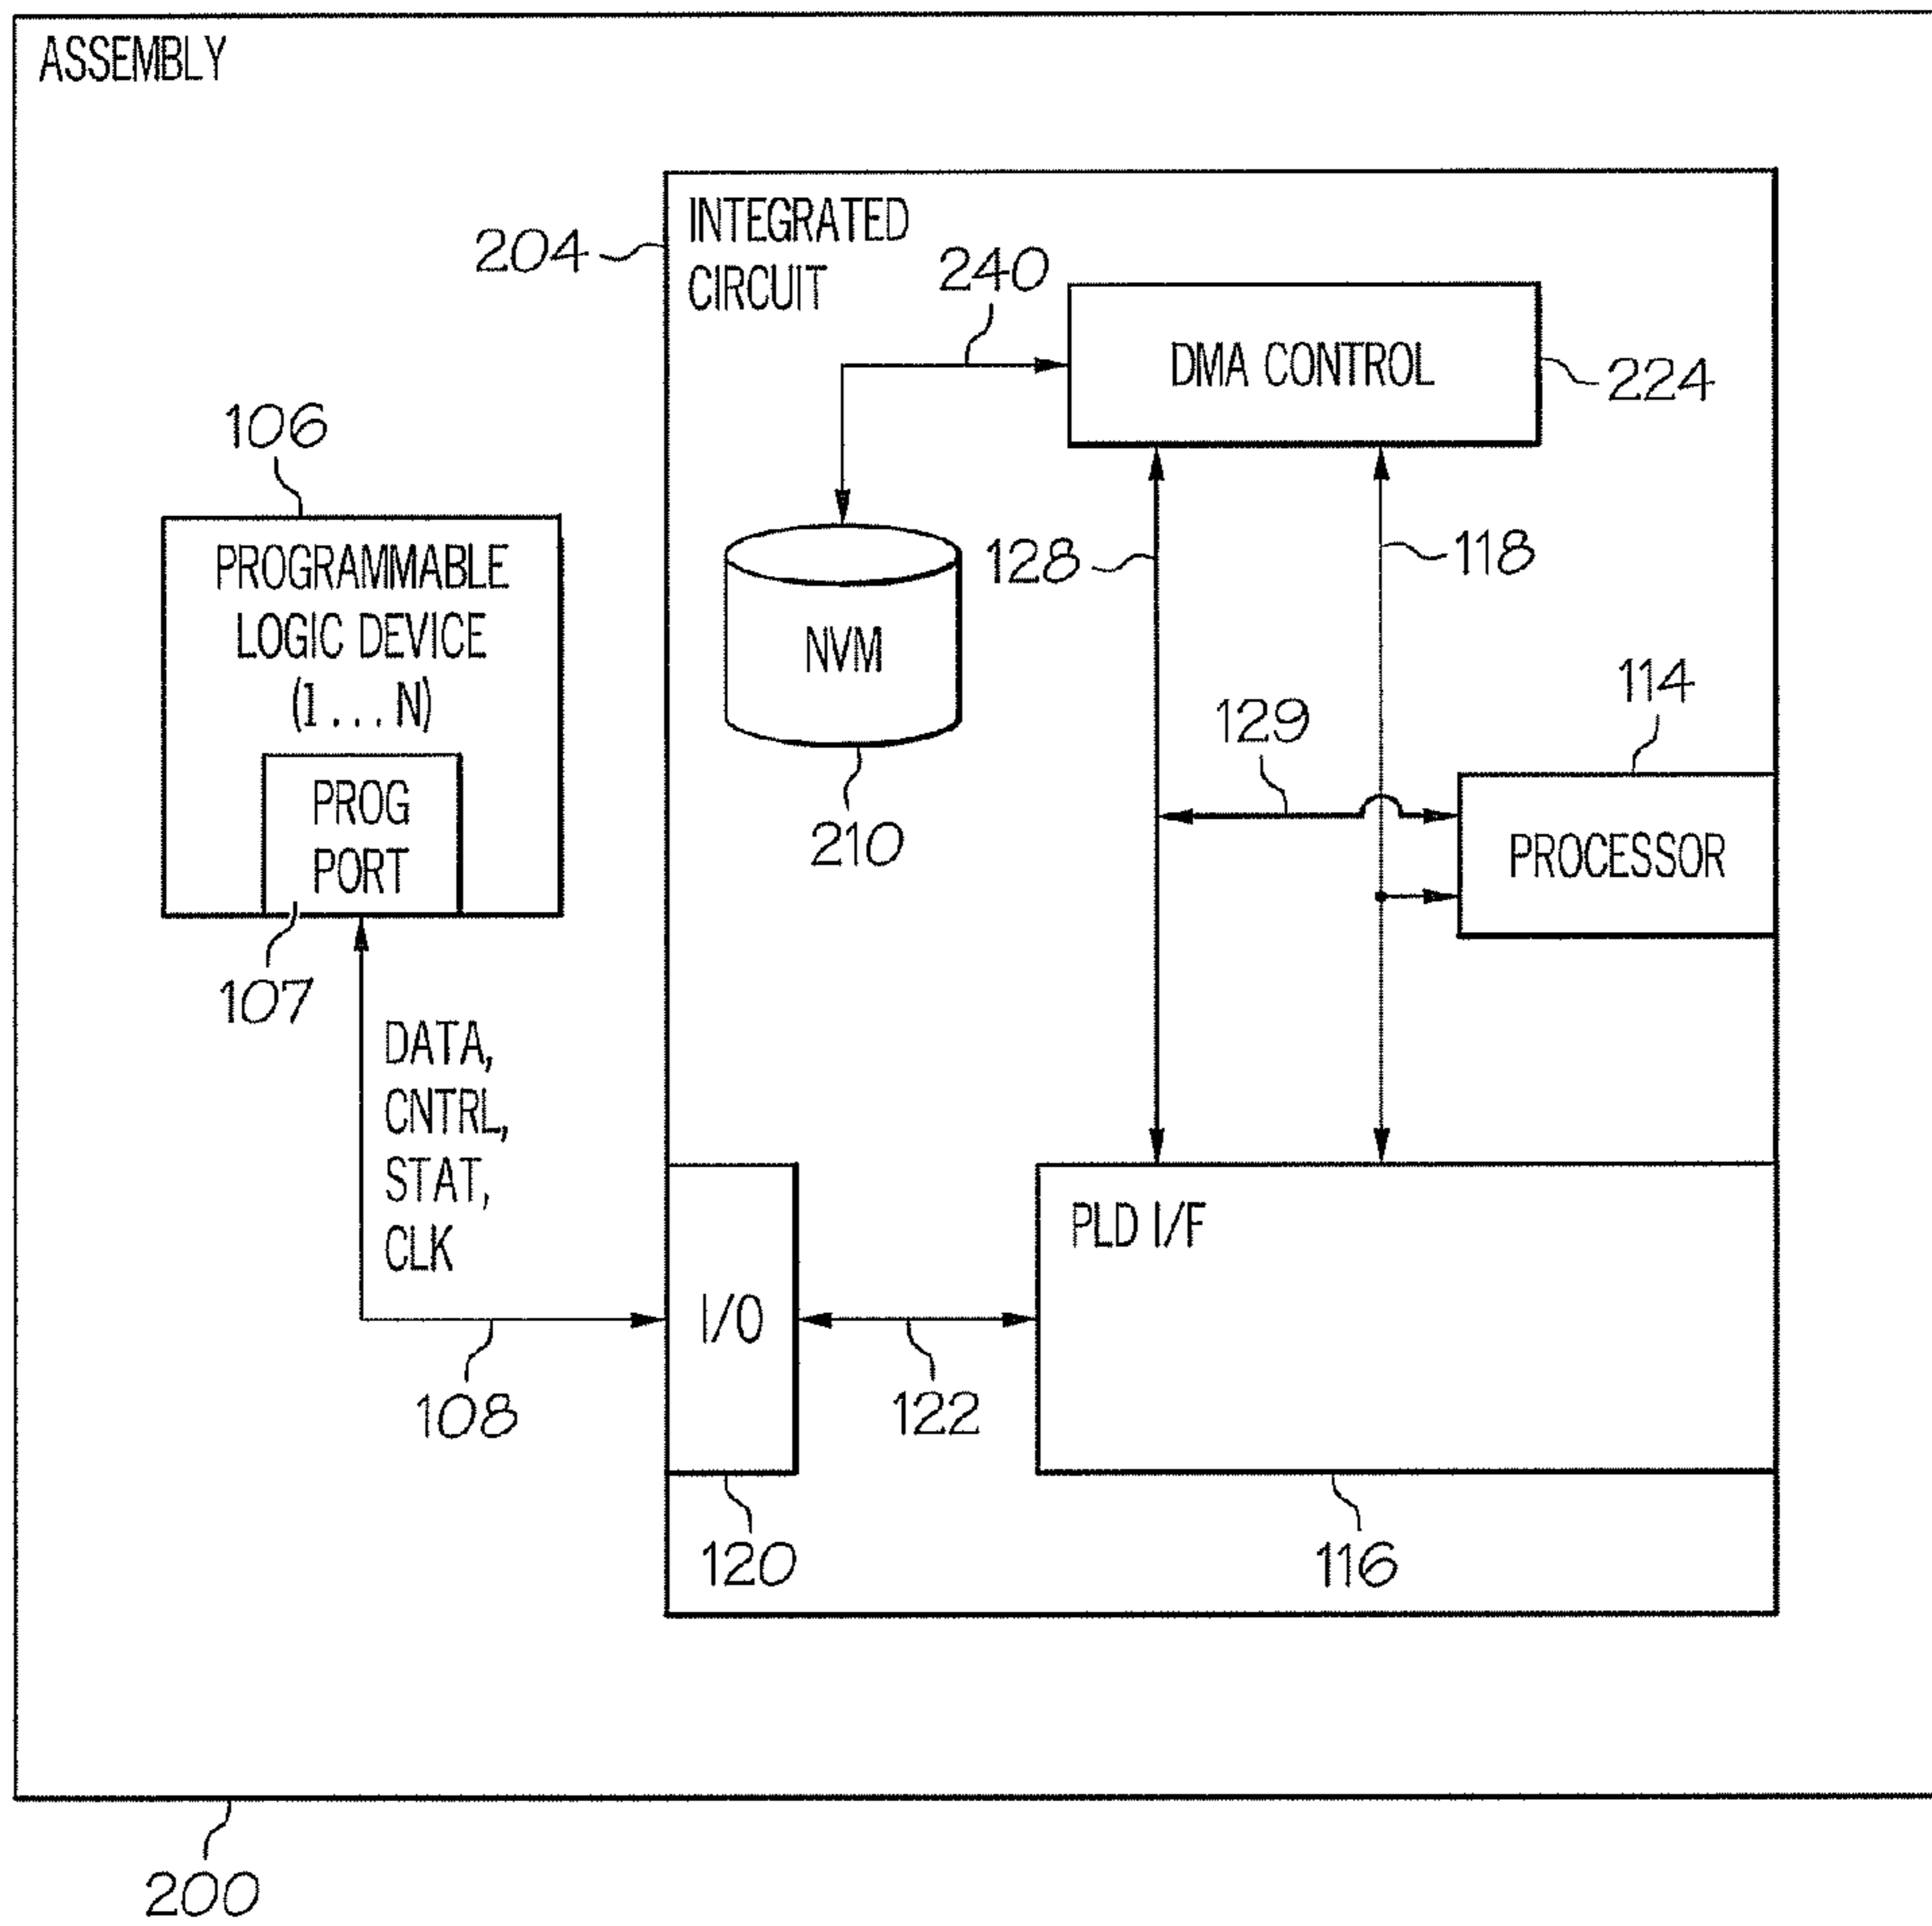 ASSEMBLY
204
INTEGRATED
CIRCUIT
240
DMA CONTROL
224
106
PROGRAMMABLE
LOGIC DEVICE
(1 . . . N)
PROG
PORT
107
128
118
NVM
210
129
114
PROCESSOR
DATA,
CNTRL,
STAT,
CLK
108
I/O
122
PLD I/F
120
116
200